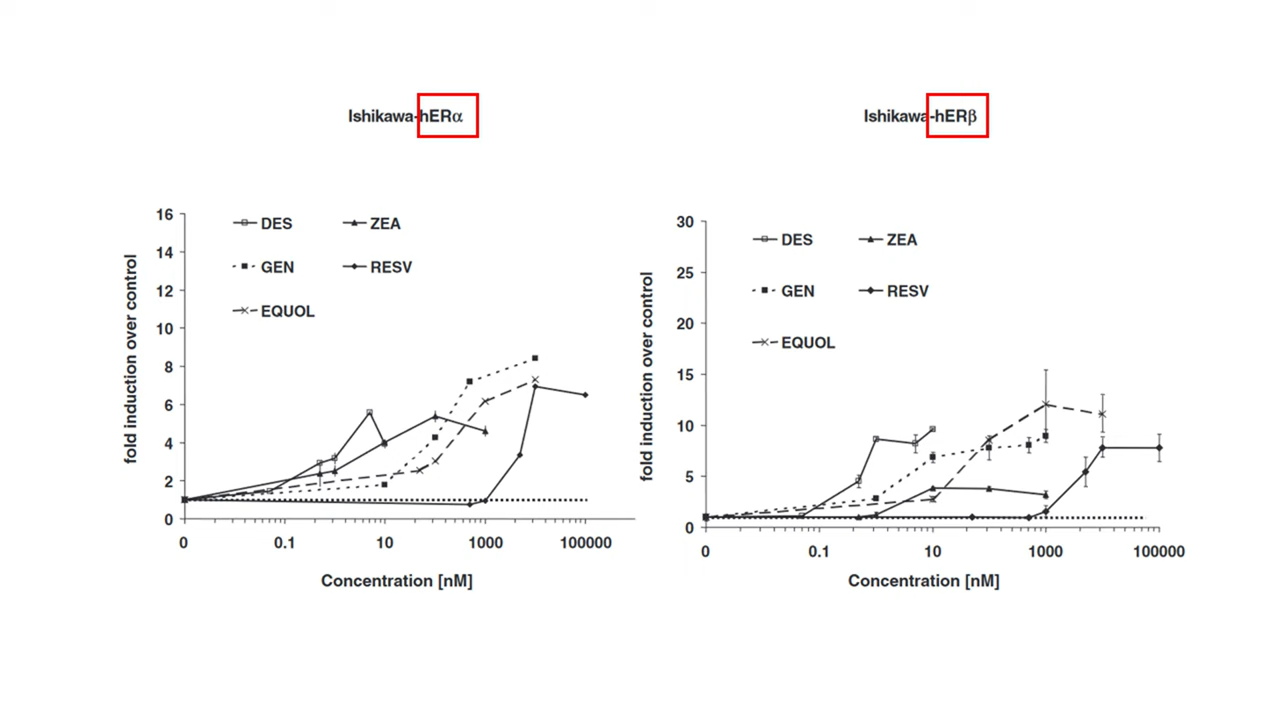 Ishikawa-hERα
16
14
12
10
8
6
4
2
0
fold induction over control
DES
ZEA
GEN
RESV
EQUOL
0
0.1
10
1000
100000
Concentration [nM]
Ishikawa-hERβ
30
25
20
15
10
5
0
fold induction over control
DES
ZEA
GEN
RESV
EQUOL
0
0.1
10
1000
100000
Concentration [nM]